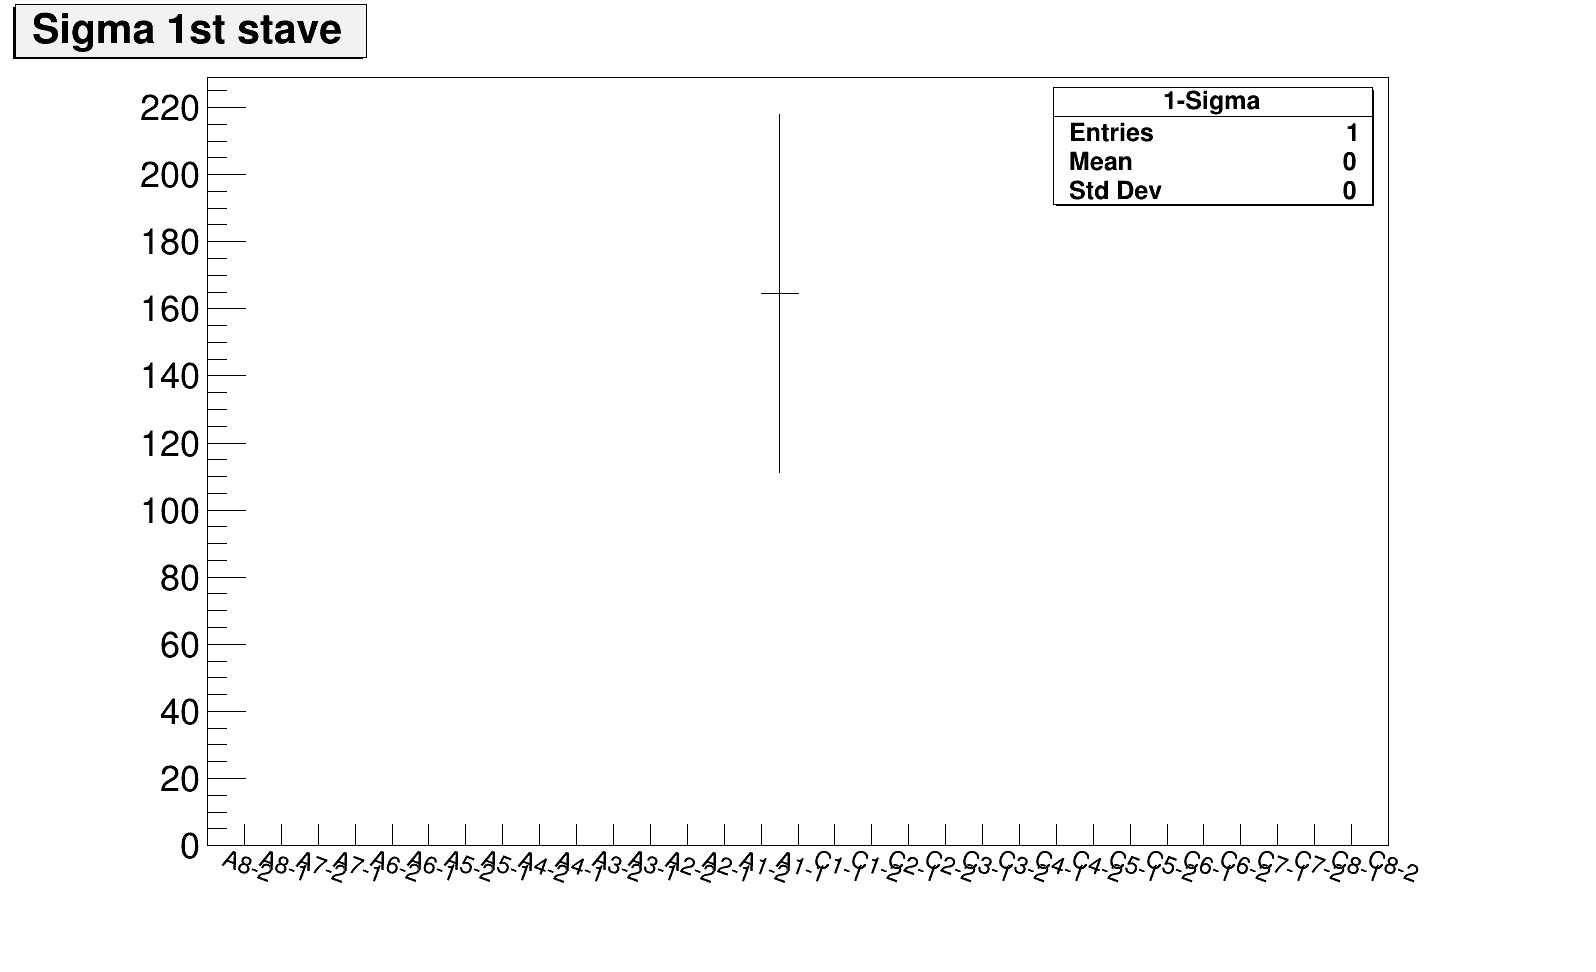 Sigma 1st stave
1-Sigma
Entries 1
Mean 0
Std Dev 0
220
200
180
160
140
120
100
80
60
40
20
0
A8-2 A8-1 A7-2 A7-1 A6-2 A6-1 A5-2 A5-1 A4-2 A4-1 A3-2 A3-1 A2-2 A2-1 A1-2 A1-1 C1-1 C1-2 C2-1 C2-2 C3-1 C3-2 C4-1 C4-2 C5-1 C5-2 C6-1 C6-2 C7-1 C7-2 C8-1 C8-2